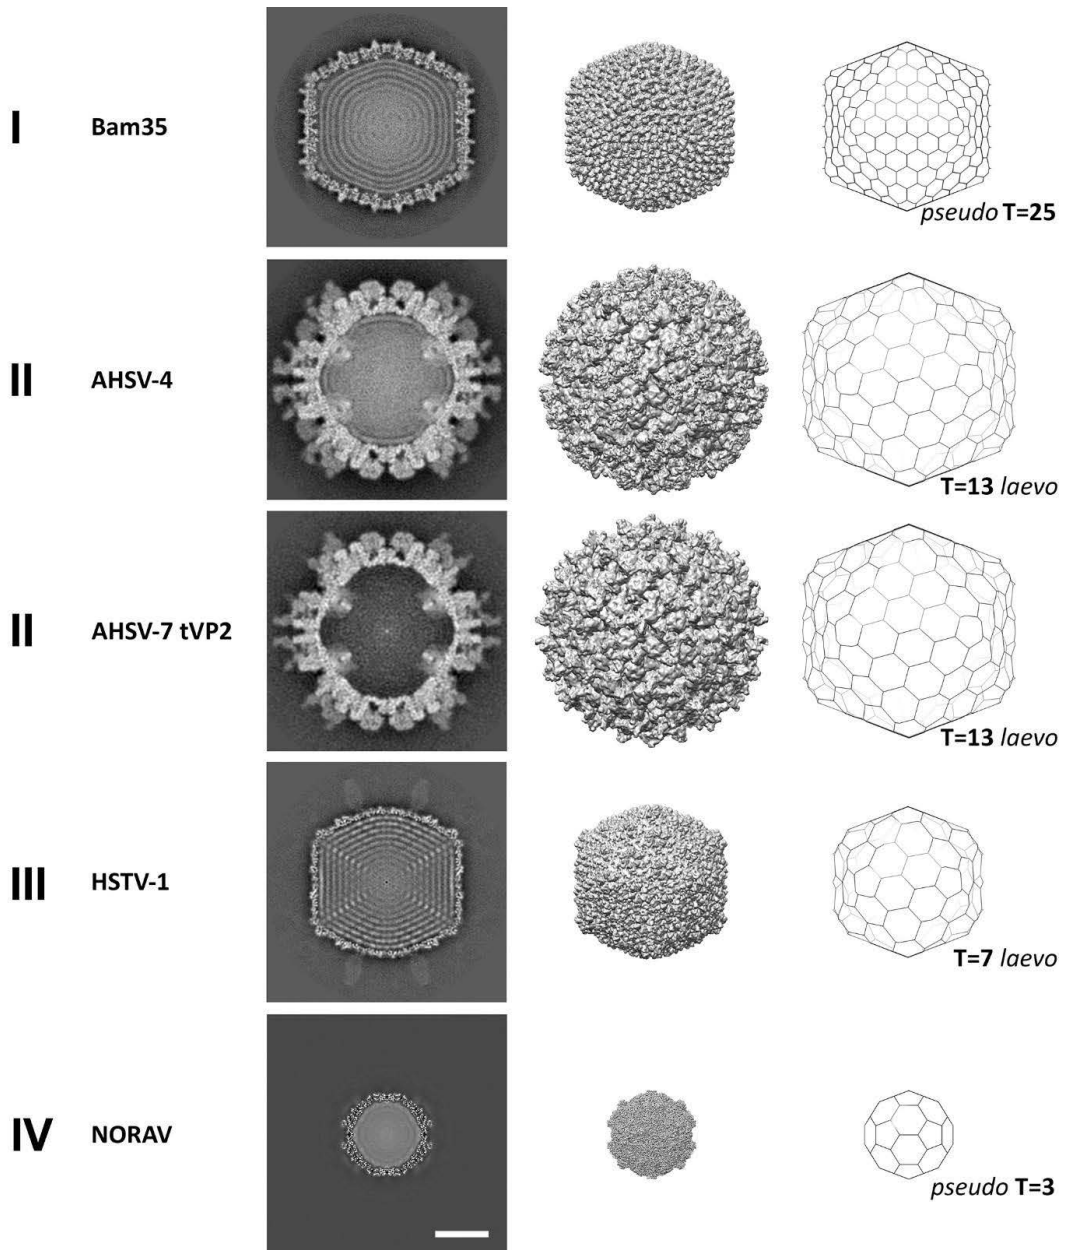 I Bam35 pseudo T=25
II AHSV-4 T=13 laevo
II AHSV-7 tVP2 T=13 laevo
III HSTV-1 T=7 laevo
IV NORAV pseudo T=3